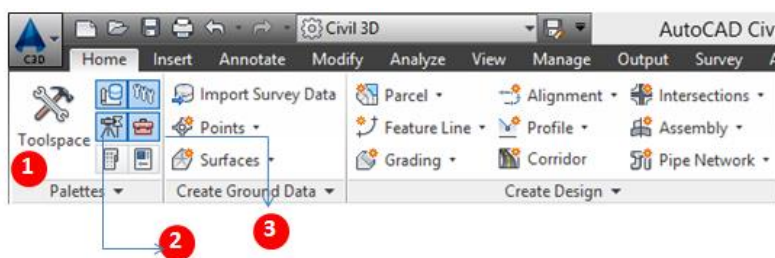 Civil 3D AutoCAD Civ
C3D Home Insert Annotate Modify Analyze View Manage Output Survey
Import Survey Data Parcel Alignment Intersections
Toolspace Points Feature Line Profile Assembly
1 Surfaces Grading Corridor Pipe Network
Palettes Create Ground Data Create Design
2 3